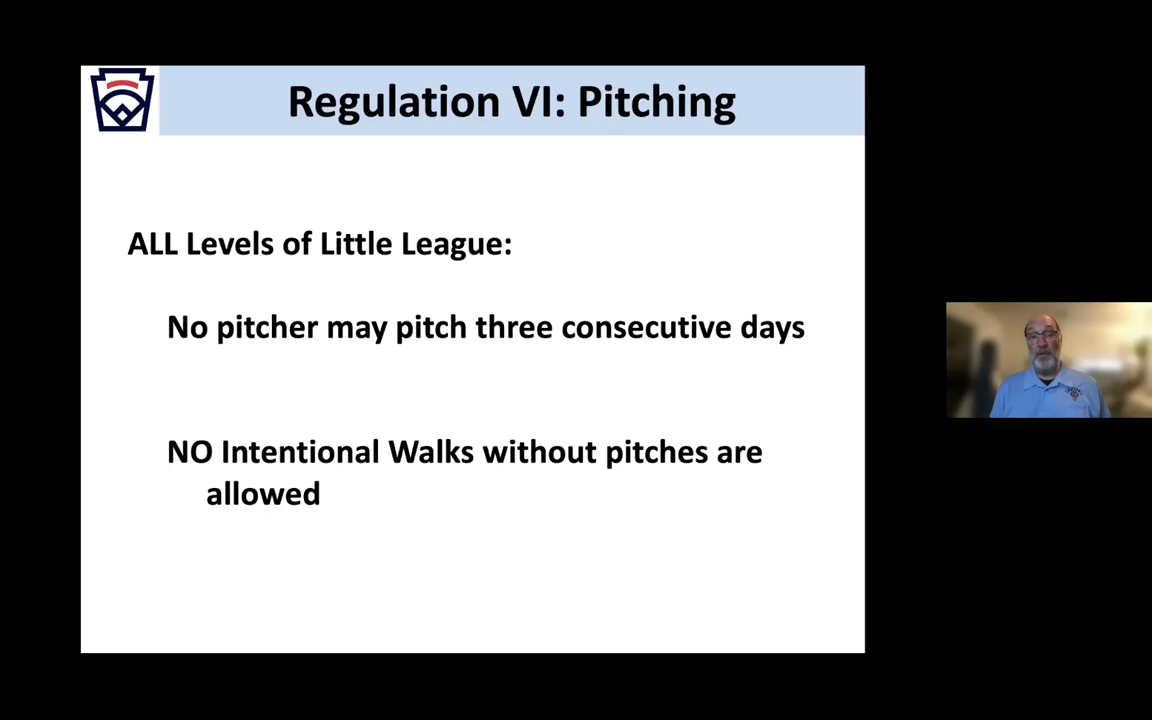 Regulation VI: Pitching
ALL Levels of Little League:
No pitcher may pitch three consecutive days
NO Intentional Walks without pitches are
allowed